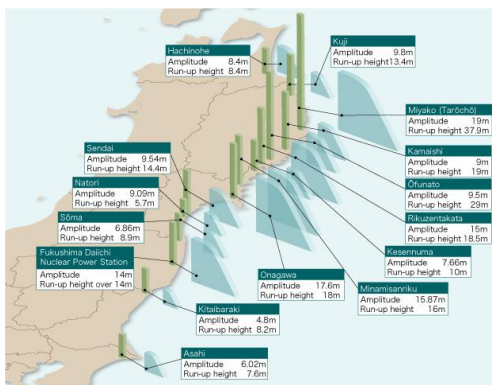 Hachinohe
Amplitude 8.4m
Run-up height 8.4m
Kuji
Amplitude 9.8m
Run-up height13.4m
Miyako (Tarōchō)
Amplitude 19m
Run-up height 37.9m
Kamaishi
Amplitude 9m
Run-up height 19m
Ōfunato
Amplitude 9.5m
Run-up height 29m
Rikuzentakata
Amplitude 15m
Run-up height 18.5m
Kesennuma
Amplitude 7.66m
Run-up height 10m
Minamisanriku
Amplitude 15.87m
Run-up height 16m
Onagawa
Amplitude 17.6m
Run-up height 18m
Sendai
Amplitude 9.54m
Run-up height 14.4m
Natori
Amplitude 9.09m
Run-up height 5.7m
Sōma
Amplitude 6.86m
Run-up height 8.9m
Fukushima Daiichi
Nuclear Power Station
Amplitude 14m
Run-up height over 14m
Kitaibaraki
Amplitude 4.8m
Run-up height 8.2m
Asahi
Amplitude 6.02m
Run-up height 7.6m